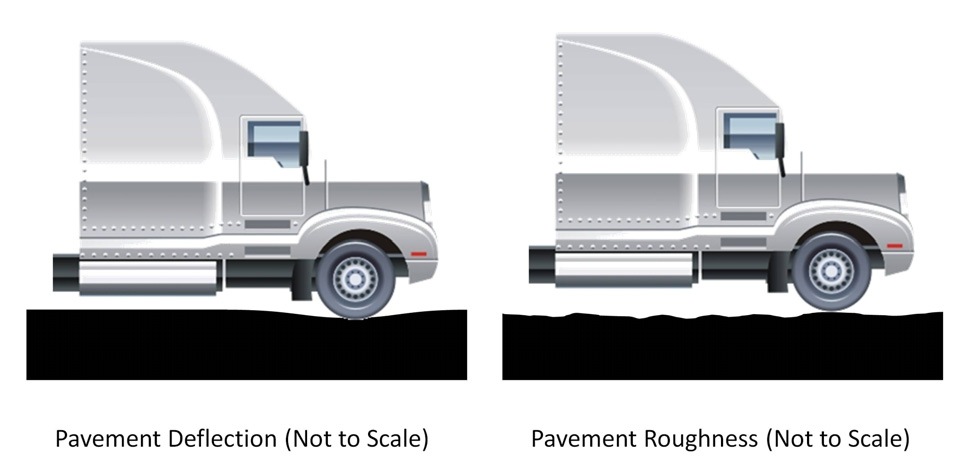 Pavement Deflection (Not to Scale)
Pavement Roughness (Not to Scale)